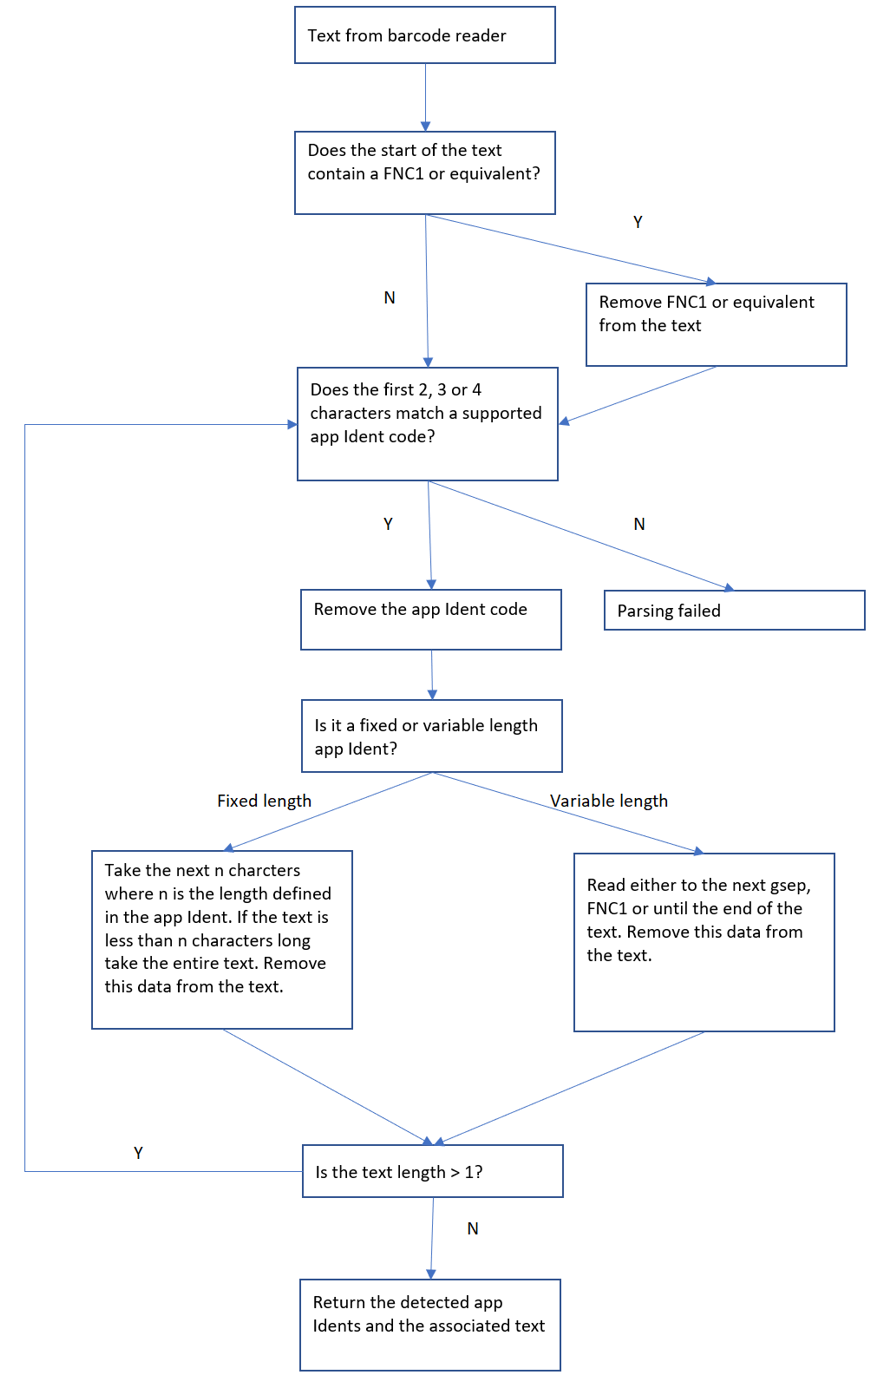 Text from barcode reader
Does the start of the text
contain a FNC1 or equivalent?
Y
N
Remove FNC1 or equivalent
from the text
Does the first 2, 3 or 4
characters match a supported
app Ident code?
Y
N
Remove the app Ident code
Parsing failed
Is it a fixed or variable length
app Ident?
Fixed length
Variable length
Take the next n charcters
where n is the length defined
in the app Ident. If the text is
less than n characters long
take the entire text. Remove
this data from the text.
Read either to the next gsep,
FNC1 or until the end of the
text. Remove this data from
the text.
Y
Is the text length > 1?
N
Return the detected app
Idents and the associated text